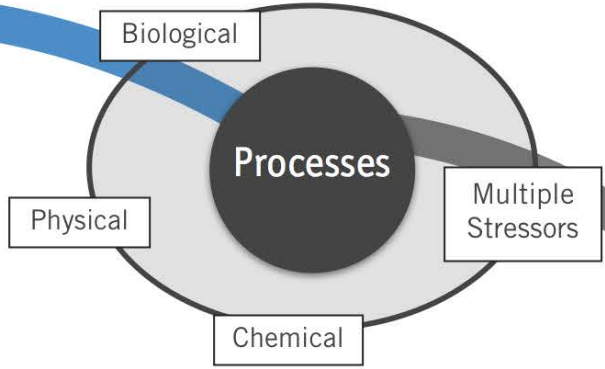 Biological
Processes
Multiple
Stressors
Physical
Chemical